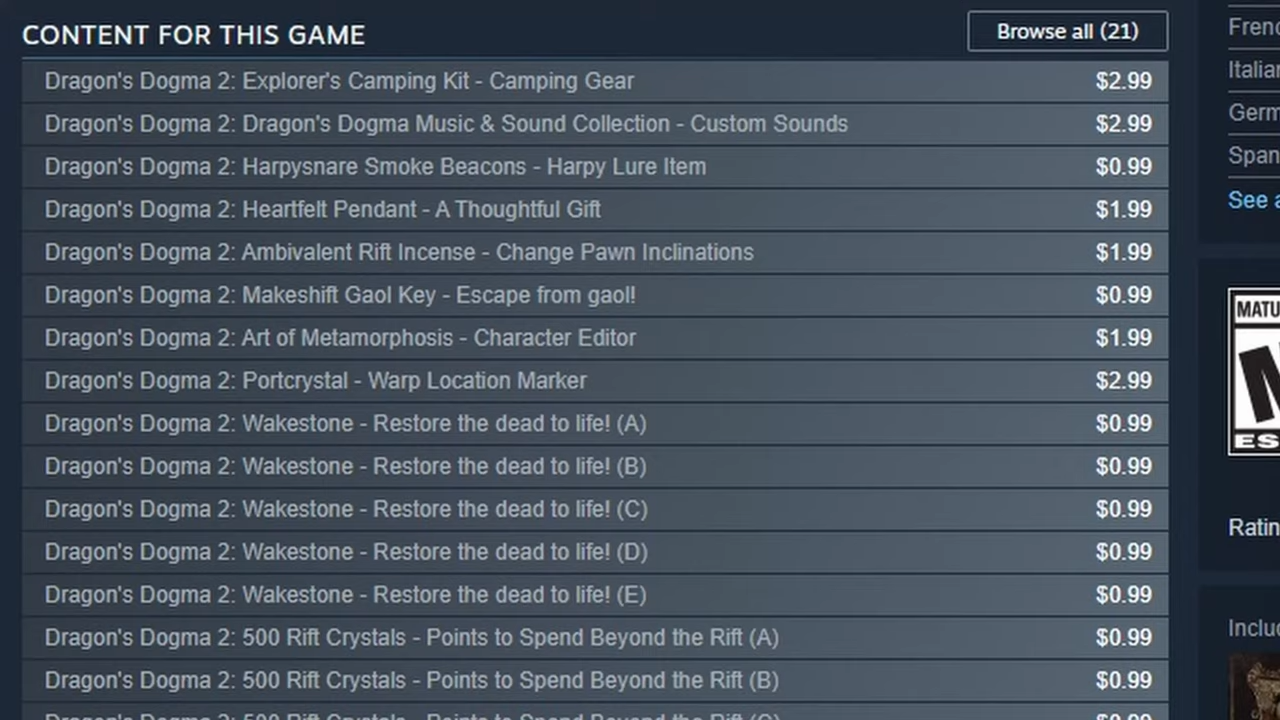 CONTENT FOR THIS GAME
Browse all (21)
Dragon's Dogma 2: Explorer's Camping Kit - Camping Gear $2.99
Dragon's Dogma 2: Dragon's Dogma Music & Sound Collection - Custom Sounds $2.99
Dragon's Dogma 2: Harpysnare Smoke Beacons - Harpy Lure Item $0.99
Dragon's Dogma 2: Heartfelt Pendant - A Thoughtful Gift $1.99
Dragon's Dogma 2: Ambivalent Rift Incense - Change Pawn Inclinations $1.99
Dragon's Dogma 2: Makeshift Gaol Key - Escape from gaol! $0.99
Dragon's Dogma 2: Art of Metamorphosis - Character Editor $1.99
Dragon's Dogma 2: Portcrystal - Warp Location Marker $2.99
Dragon's Dogma 2: Wakestone - Restore the dead to life! (A) $0.99
Dragon's Dogma 2: Wakestone - Restore the dead to life! (B) $0.99
Dragon's Dogma 2: Wakestone - Restore the dead to life! (C) $0.99
Dragon's Dogma 2: Wakestone - Restore the dead to life! (D) $0.99
Dragon's Dogma 2: Wakestone - Restore the dead to life! (E) $0.99
Dragon's Dogma 2: 500 Rift Crystals - Points to Spend Beyond the Rift (A) $0.99
Dragon's Dogma 2: 500 Rift Crystals - Points to Spend Beyond the Rift (B) $0.99
Frenc
Italian
Germ
Span
See a
MATU
M
ES
Ratin
Includ